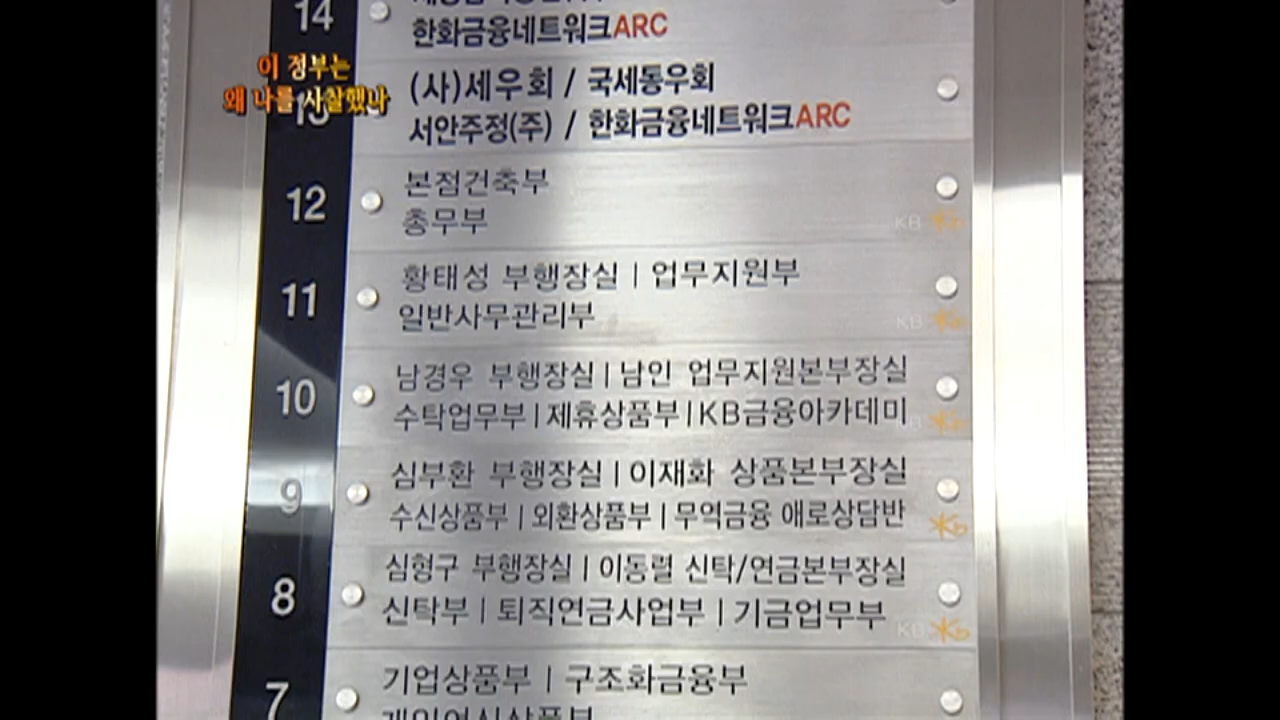 14
한화금융네트워크ARC
이 정부는
왜 나를 사찰했나
13
(사)세우회 / 국세동우회
서안주정(주) / 한화금융네트워크ARC
12
본점건축부
총무부
KB
11
황태성 부행장실 | 업무지원부
일반사무관리부
KB
10
남경우 부행장실 | 남인 업무지원본부장실
수탁업무부 | 제휴상품부 | KB금융아카데미
9
심부환 부행장실 | 이재화 상품본부장실
수신상품부 | 외환상품부 | 무역금융 애로상담반
8
심형구 부행장실 | 이동렬 신탁/연금본부장실
신탁부 | 퇴직연금사업부 | 기금업무부
KB
7
기업상품부 | 구조화금융부